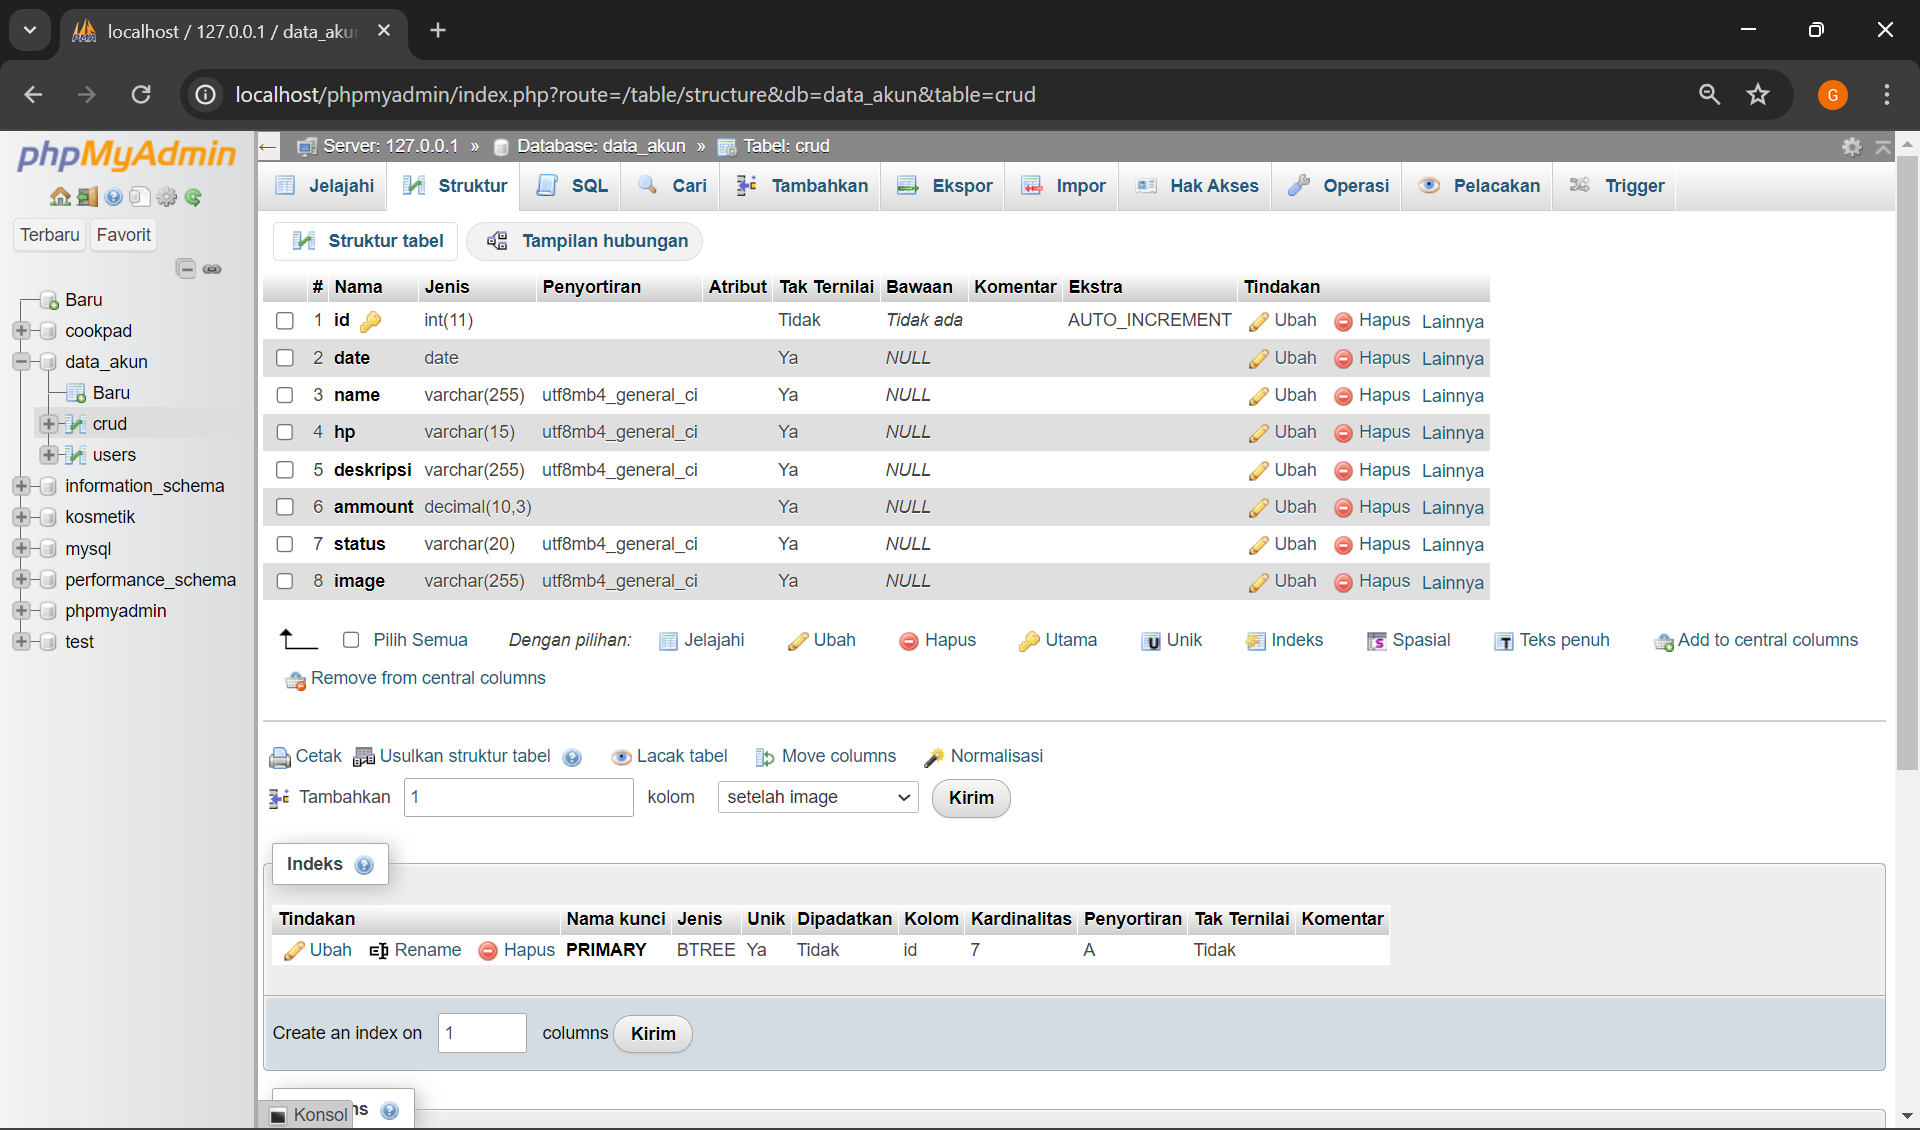 localhost / 127.0.0.1 / data_aku
localhost/phpmyadmin/index.php?route=/table/structure&db=data_akun&table=crud
G
phpMyAdmin
Terbaru Favorit
Baru
cookpad
data_akun
Baru
crud
users
information_schema
kosmetik
mysql
performance_schema
phpmyadmin
test
Server: 127.0.0.1 » Database: data_akun » Tabel: crud
Jelajahi Struktur SQL Cari Tambahkan Ekspor Impor Hak Akses Operasi Pelacakan Trigger
Struktur tabel Tampilan hubungan
# Nama Jenis Penyortiran Atribut Tak Ternilai Bawaan Komentar Ekstra Tindakan
1 id int(11) Tidak Tidak ada AUTO_INCREMENT Ubah Hapus Lainnya
2 date date Ya NULL Ubah Hapus Lainnya
3 name varchar(255) utf8mb4_general_ci Ya NULL Ubah Hapus Lainnya
4 hp varchar(15) utf8mb4_general_ci Ya NULL Ubah Hapus Lainnya
5 deskripsi varchar(255) utf8mb4_general_ci Ya NULL Ubah Hapus Lainnya
6 ammount decimal(10,3) Ya NULL Ubah Hapus Lainnya
7 status varchar(20) utf8mb4_general_ci Ya NULL Ubah Hapus Lainnya
8 image varchar(255) utf8mb4_general_ci Ya NULL Ubah Hapus Lainnya
Pilih Semua Dengan pilihan: Jelajahi Ubah Hapus Utama Unik Indeks Spasial Teks penuh Add to central columns
Remove from central columns
Cetak Usulkan struktur tabel Lacak tabel Move columns Normalisasi
Tambahkan 1 kolom setelah image Kirim
Indeks
Tindakan Nama kunci Jenis Unik Dipadatkan Kolom Kardinalitas Penyortiran Tak Ternilai Komentar
Ubah Rename Hapus PRIMARY BTREE Ya Tidak id 7 A Tidak
Create an index on 1 columns Kirim
Konsol ns